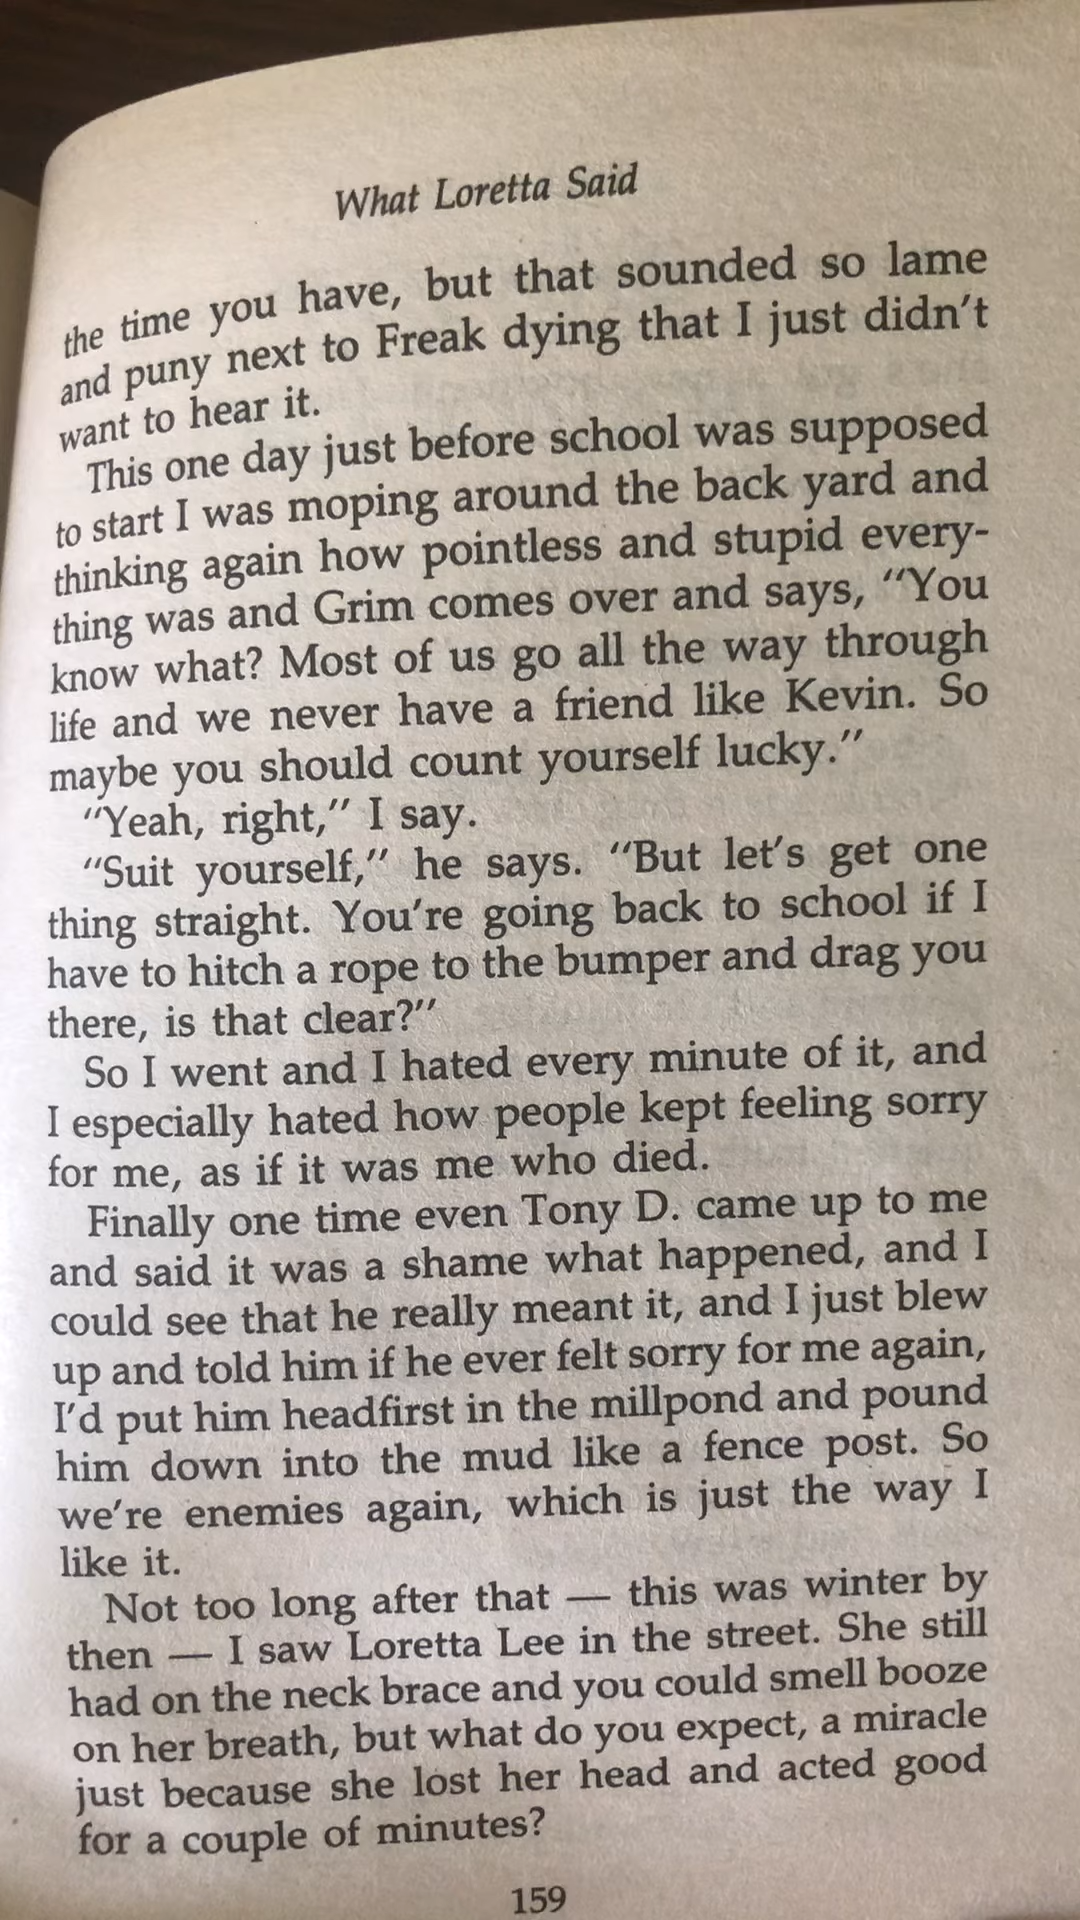 What Loretta Said
the time you have, but that sounded so lame
and puny next to Freak dying that I just didn't
want to hear it.
This one day just before school was supposed
to start I was moping around the back yard and
thinking again how pointless and stupid every-
thing was and Grim comes over and says, "You
know what? Most of us go all the way through
life and we never have a friend like Kevin. So
maybe you should count yourself lucky."
"Yeah, right," I say.
"Suit yourself," he says. "But let's get one
thing straight. You're going back to school if I
have to hitch a rope to the bumper and drag you
there, is that clear?"
So I went and I hated every minute of it, and
I especially hated how people kept feeling sorry
for me, as if it was me who died.
Finally one time even Tony D. came up to me
and said it was a shame what happened, and I
could see that he really meant it, and I just blew
up and told him if he ever felt sorry for me again,
I'd put him headfirst in the millpond and pound
him down into the mud like a fence post. So
we're enemies again, which is just the way I
like it.
Not too long after that — this was winter by
then — I saw Loretta Lee in the street. She still
had on the neck brace and you could smell booze
on her breath, but what do you expect, a miracle
just because she lost her head and acted good
for a couple of minutes?
159